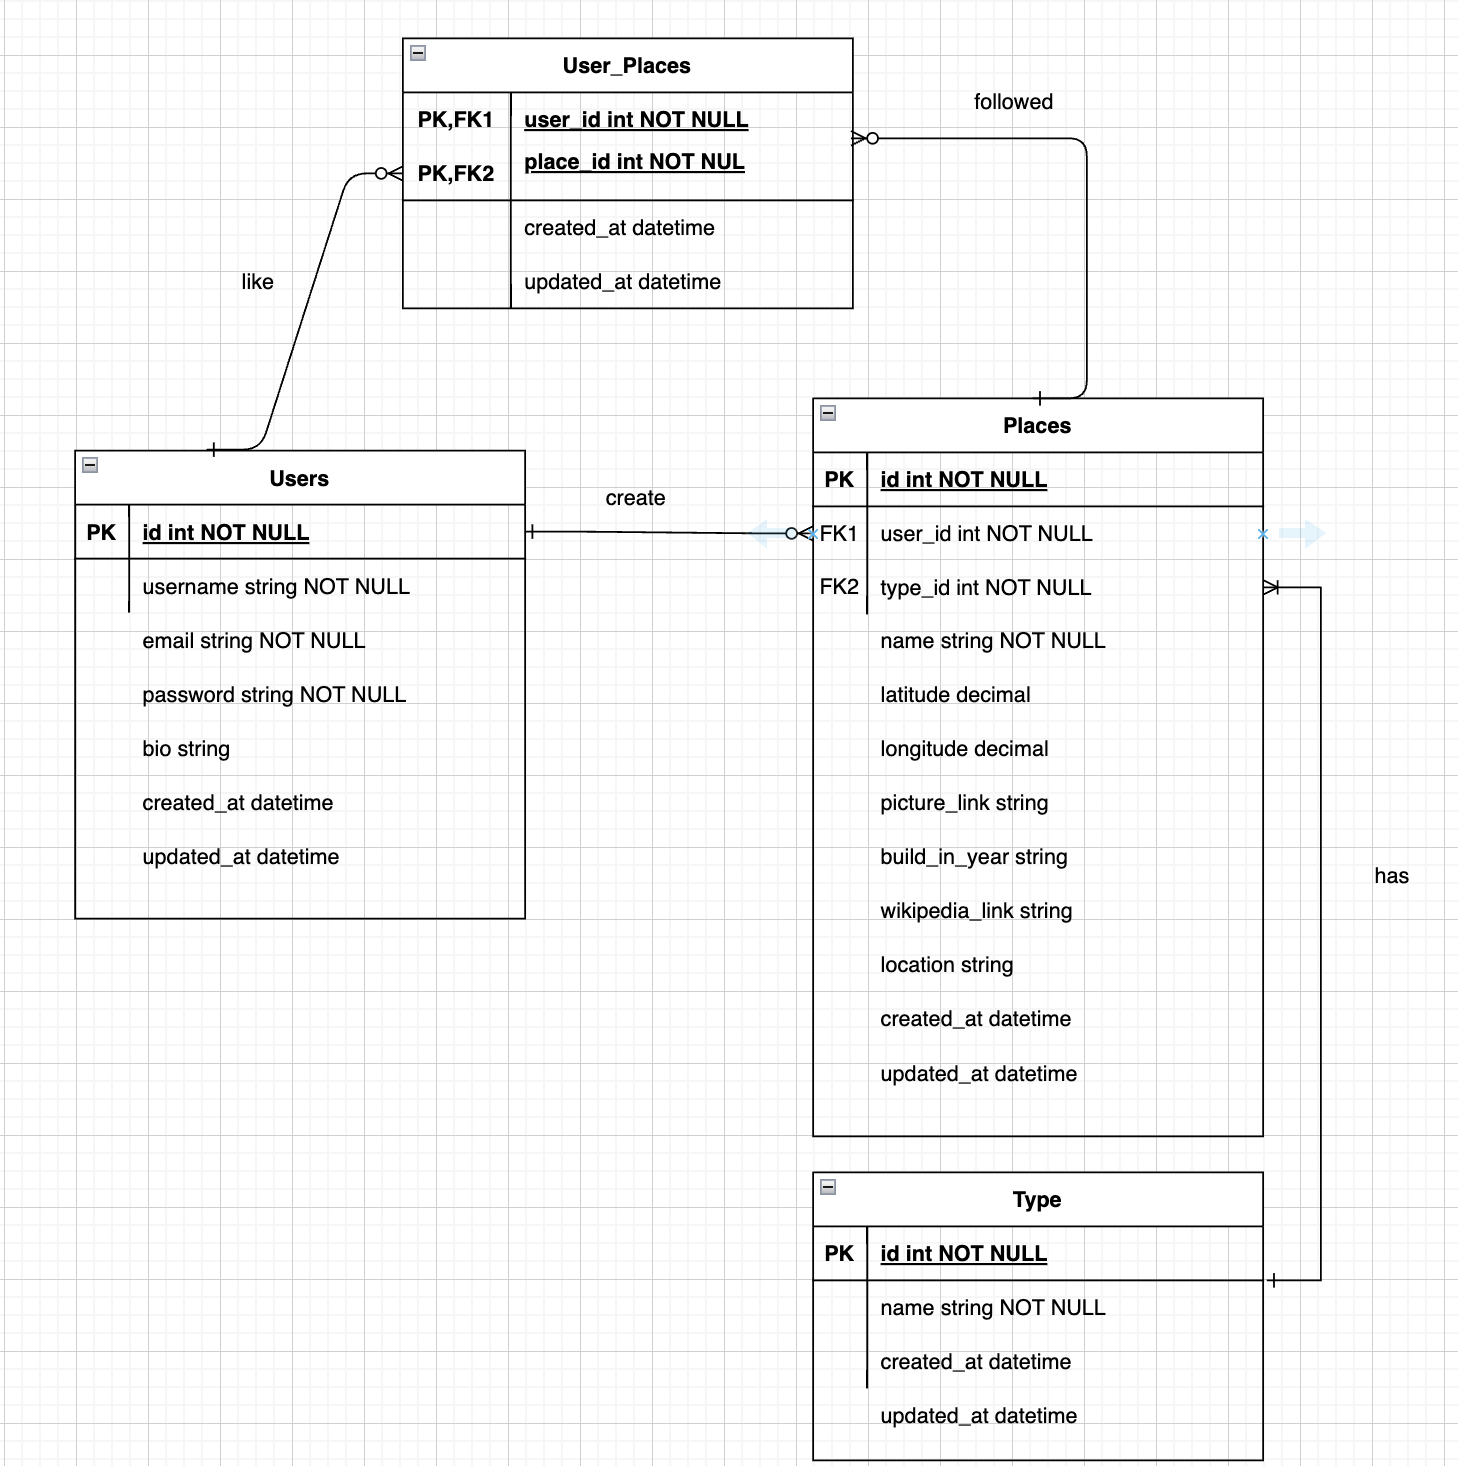 User_Places
PK,FK1 user_id int NOT NULL
PK,FK2 place_id int NOT NUL
created_at datetime
updated_at datetime
followed
like
Users
PK id int NOT NULL
username string NOT NULL
email string NOT NULL
password string NOT NULL
bio string
created_at datetime
updated_at datetime
create
Places
PK id int NOT NULL
FK1 user_id int NOT NULL
FK2 type_id int NOT NULL
name string NOT NULL
latitude decimal
longitude decimal
picture_link string
build_in_year string
wikipedia_link string
location string
created_at datetime
updated_at datetime
has
Type
PK id int NOT NULL
name string NOT NULL
created_at datetime
updated_at datetime